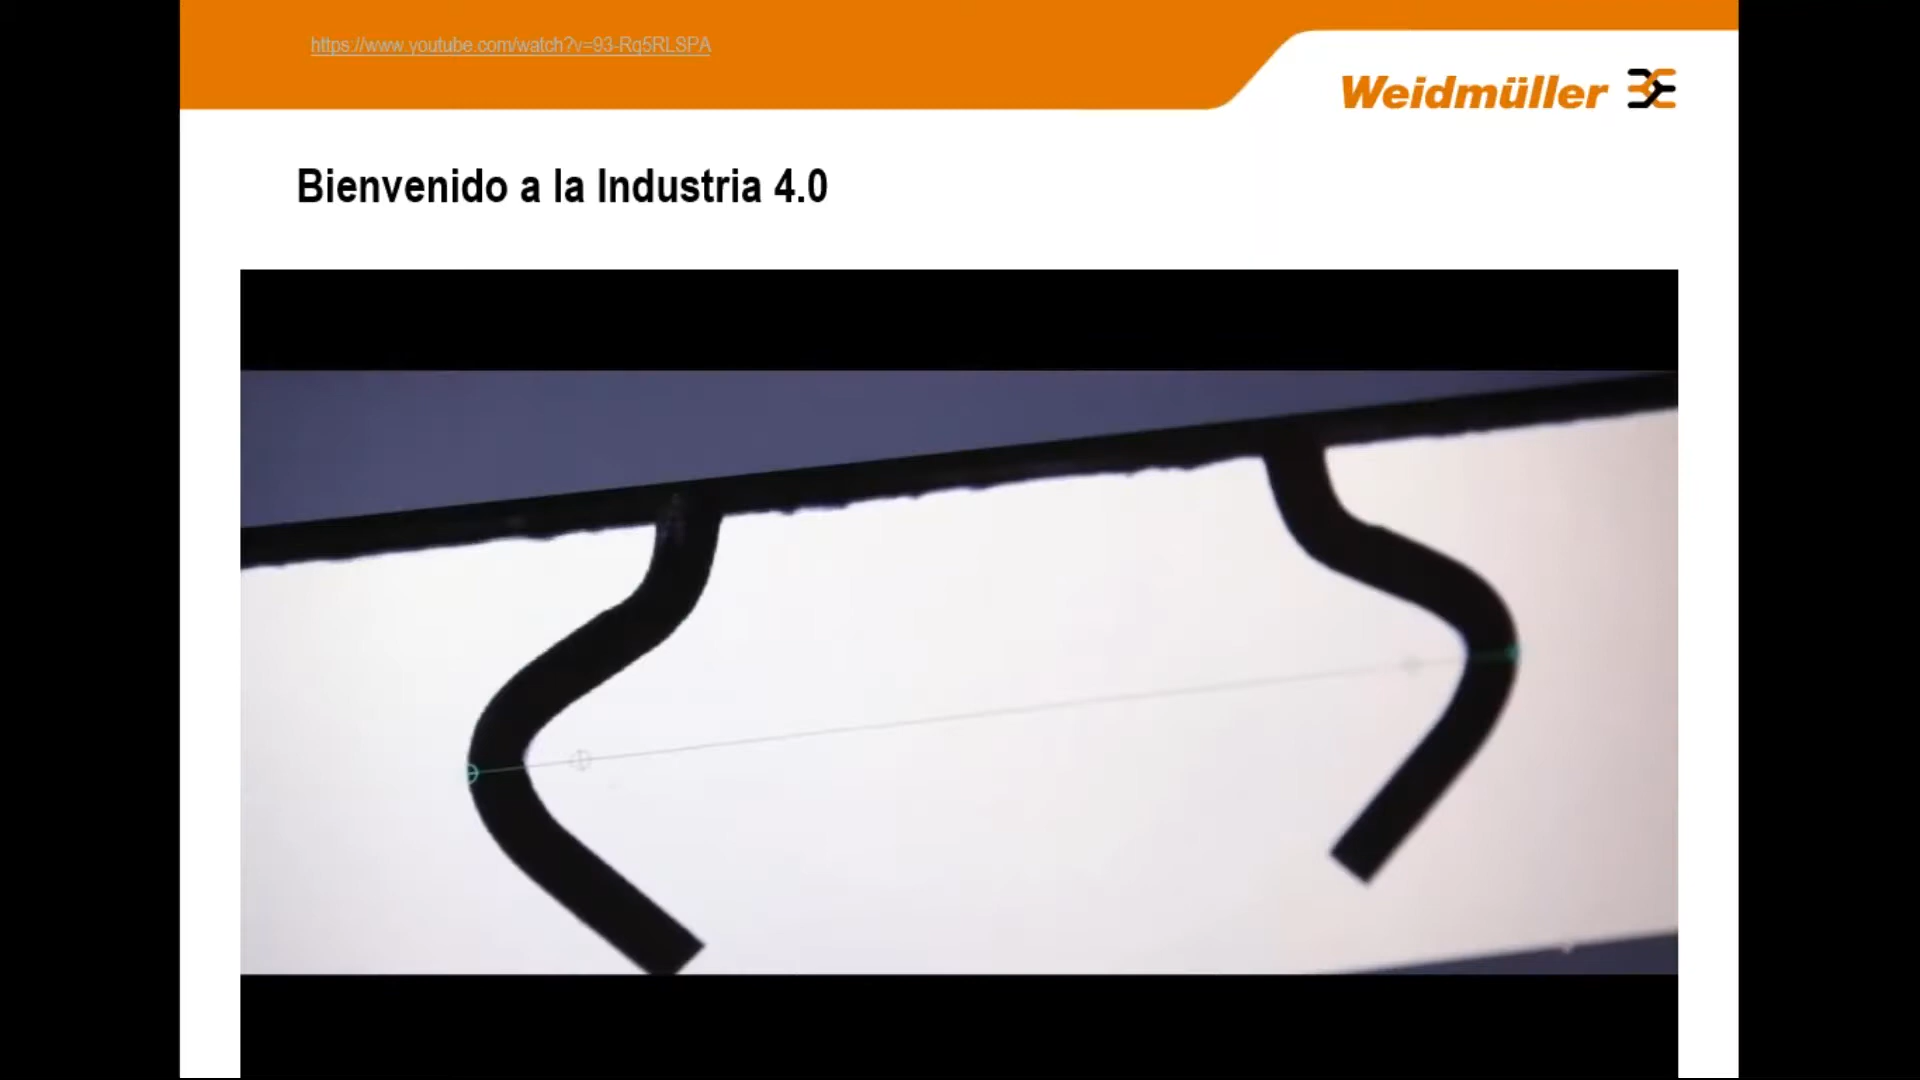 https://www.youtube.com/watch?v=93-Rq5RLSPA
Weidmüller
Bienvenido a la Industria 4.0